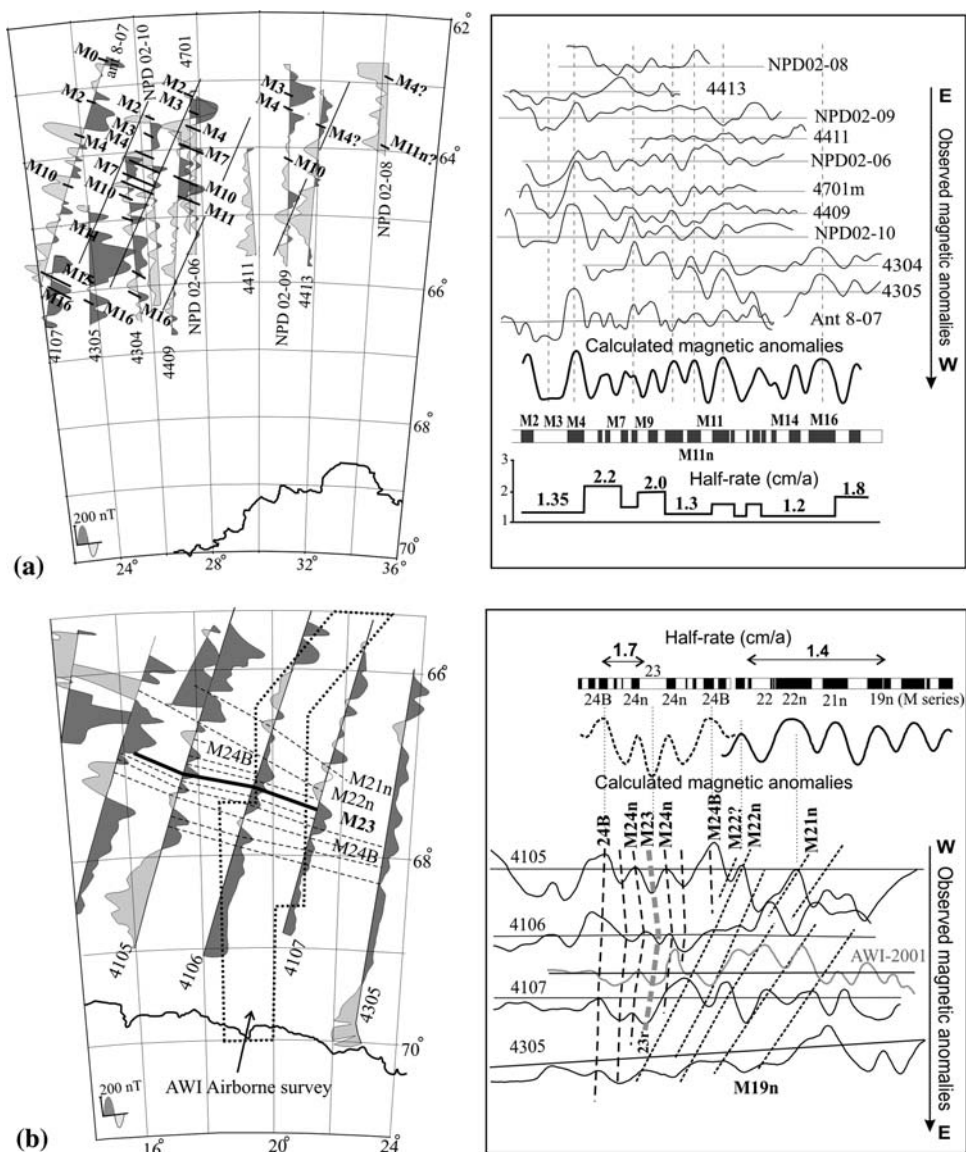 62°
ant 8-07
NPD 02-10
4701
M0
M2
M4
M10
M2
M3
M4
M7
M10
M11
M15
M16
M16
M16
M2
M3
M4
M7
M10
M11
M3
M4
M10
M4?
M4?
M11n?
4107
4305
4304
4409
NPD 02-06
4411
NPD 02-09
4413
NPD 02-08
64°
66°
68°
70°
200 nT
24°
28°
32°
36°
(a)
NPD02-08
4413
NPD02-09
4411
NPD02-06
4701m
4409
NPD02-10
4304
4305
Ant 8-07
E
Observed magnetic anomalies
W
Calculated magnetic anomalies
M2 M3 M4 M7 M9 M11 M14 M16
M11n
Half-rate (cm/a)
3
2
1
1.35 2.2 2.0 1.3 1.2 1.8
66°
M24B
M21n
M22n
M23
M24B
68°
4105
4106
4107
4305
70°
AWI Airborne survey
200 nT
16°
20°
24°
(b)
Half-rate (cm/a)
1.7 23 1.4
24B 24n 24n 24B 22 22n 21n 19n (M series)
Calculated magnetic anomalies
24B
M24n
M23
M24n
M24B
M22?
M22n
M21n
4105
4106
AWI-2001
4107
23r
4305
M19n
W
Observed magnetic anomalies
E